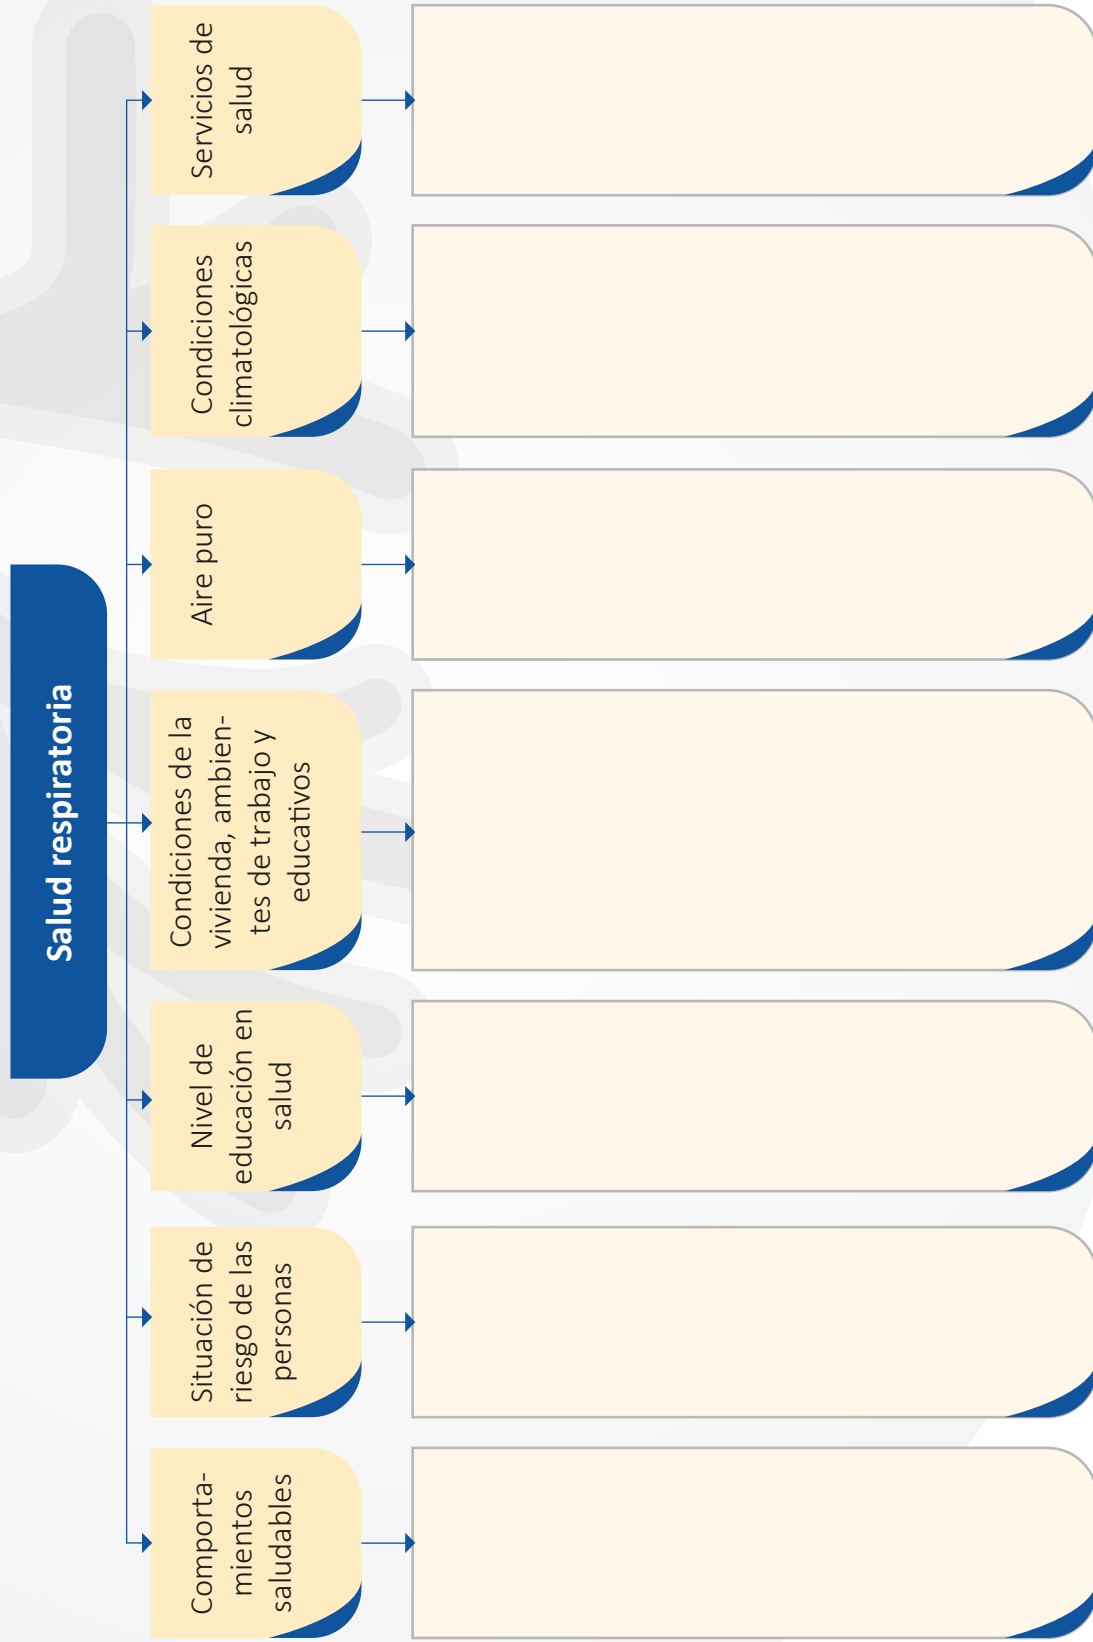 Salud respiratoria
Comporta-
mientos
saludables
Situación de
riesgo de las
personas
Nivel de
educación en
salud
Condiciones de la
vivienda, ambien-
tes de trabajo y
educativos
Aire puro
Condiciones
climatológicas
Servicios de
salud